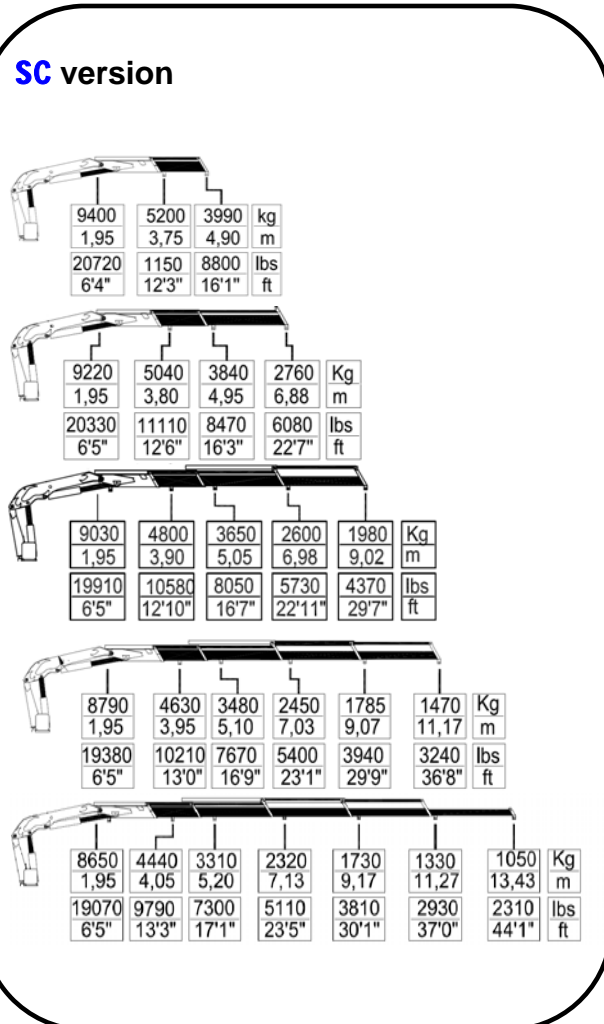 SC version
9400 5200 3990 kg
1,95 3,75 4,90 m
20720 1150 8800 lbs
6'4" 12'3" 16'1" ft
9220 5040 3840 2760 Kg
1,95 3,80 4,95 6,88 m
20330 11110 8470 6080 lbs
6'5" 12'6" 16'3" 22'7" ft
9030 4800 3650 2600 1980 Kg
1,95 3,90 5,05 6,98 9,02 m
19910 10580 8050 5730 4370 lbs
6'5" 12'10" 16'7" 22'11" 29'7" ft
8790 4630 3480 2450 1785 1470 Kg
1,95 3,95 5,10 7,03 9,07 11,17 m
19380 10210 7670 5400 3940 3240 lbs
6'5" 13'0" 16'9" 23'1" 29'9" 36'8" ft
8650 4440 3310 2320 1730 1330 1050 Kg
1,95 4,05 5,20 7,13 9,17 11,27 13,43 m
19070 9790 7300 5110 3810 2930 2310 lbs
6'5" 13'3" 17'1" 23'5" 30'1" 37'0" 44'1" ft